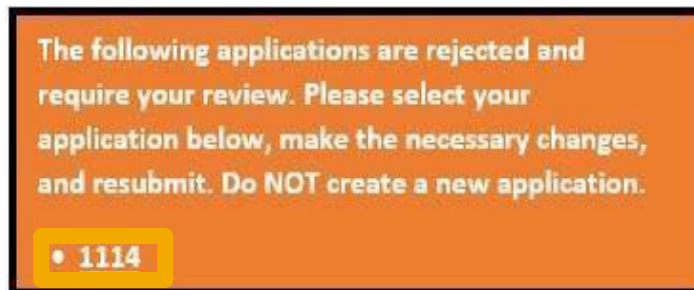 The following applications are rejected and
require your review. Please select your
application below, make the necessary changes,
and resubmit. Do NOT create a new application.
• 1114